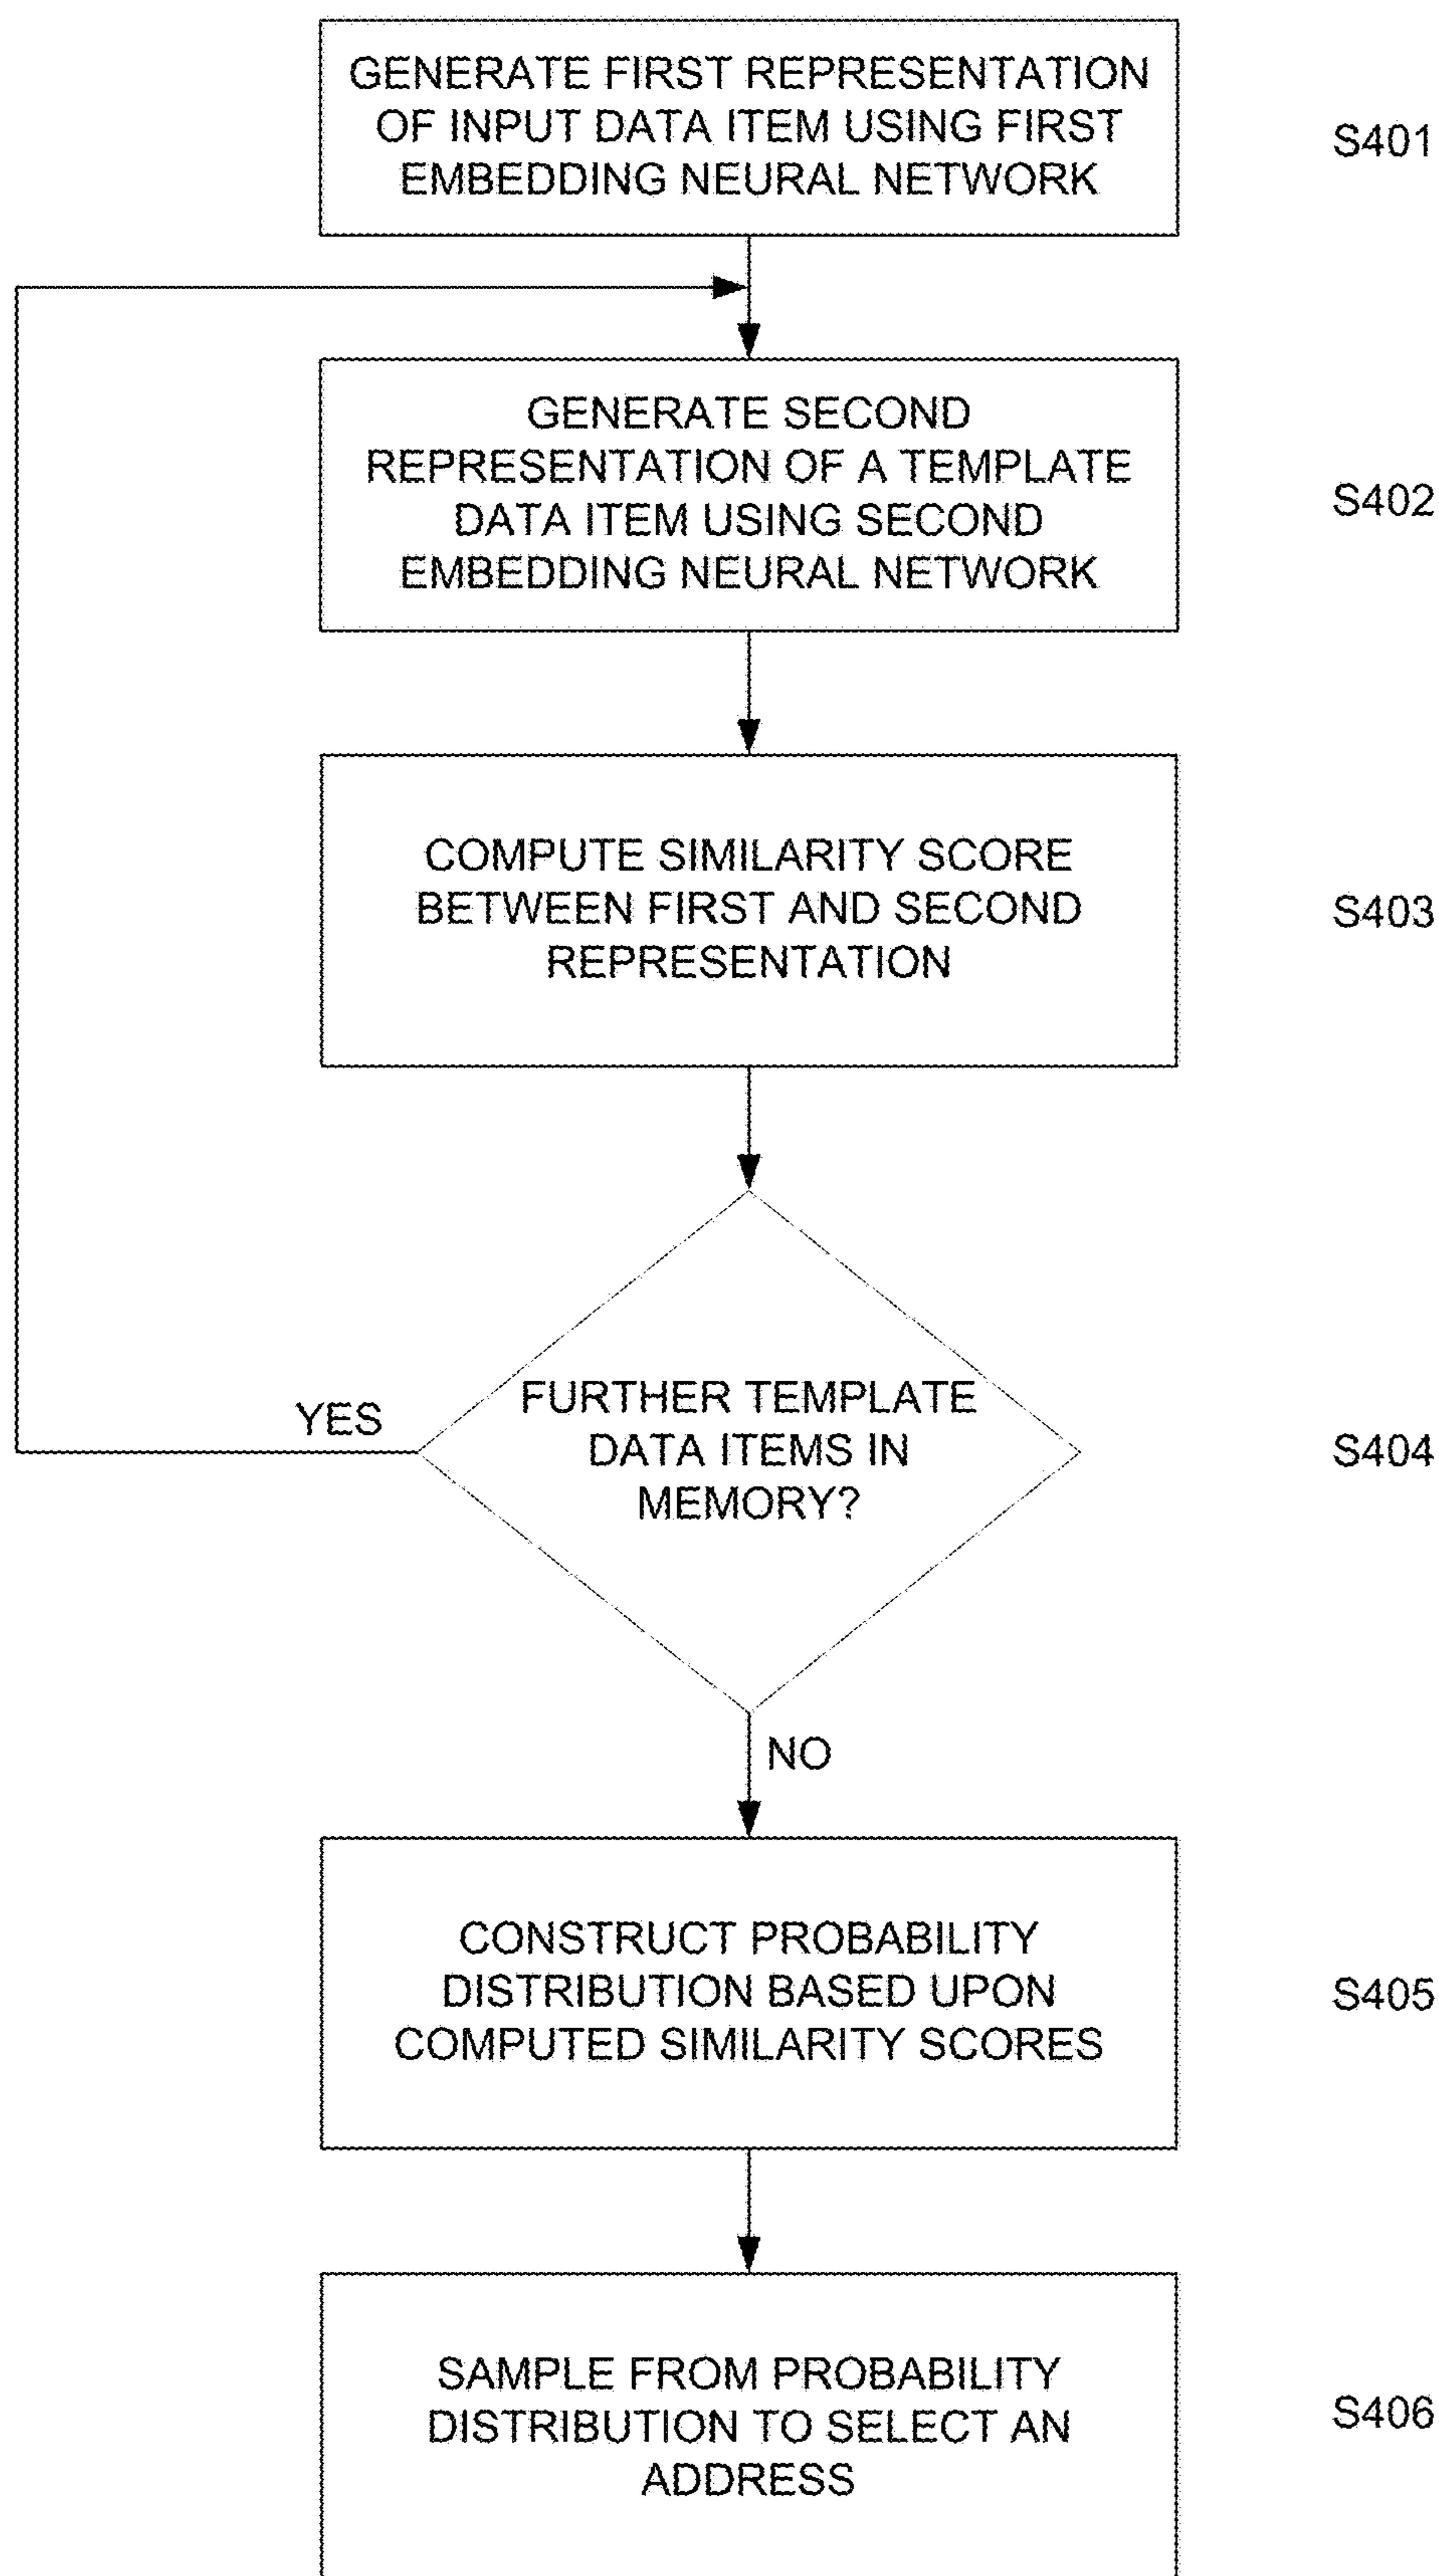 GENERATE FIRST REPRESENTATION
OF INPUT DATA ITEM USING FIRST
EMBEDDING NEURAL NETWORK
S401
GENERATE SECOND
REPRESENTATION OF A TEMPLATE
DATA ITEM USING SECOND
EMBEDDING NEURAL NETWORK
S402
COMPUTE SIMILARITY SCORE
BETWEEN FIRST AND SECOND
REPRESENTATION
S403
YES
FURTHER TEMPLATE
DATA ITEMS IN
MEMORY?
S404
NO
CONSTRUCT PROBABILITY
DISTRIBUTION BASED UPON
COMPUTED SIMILARITY SCORES
S405
SAMPLE FROM PROBABILITY
DISTRIBUTION TO SELECT AN
ADDRESS
S406